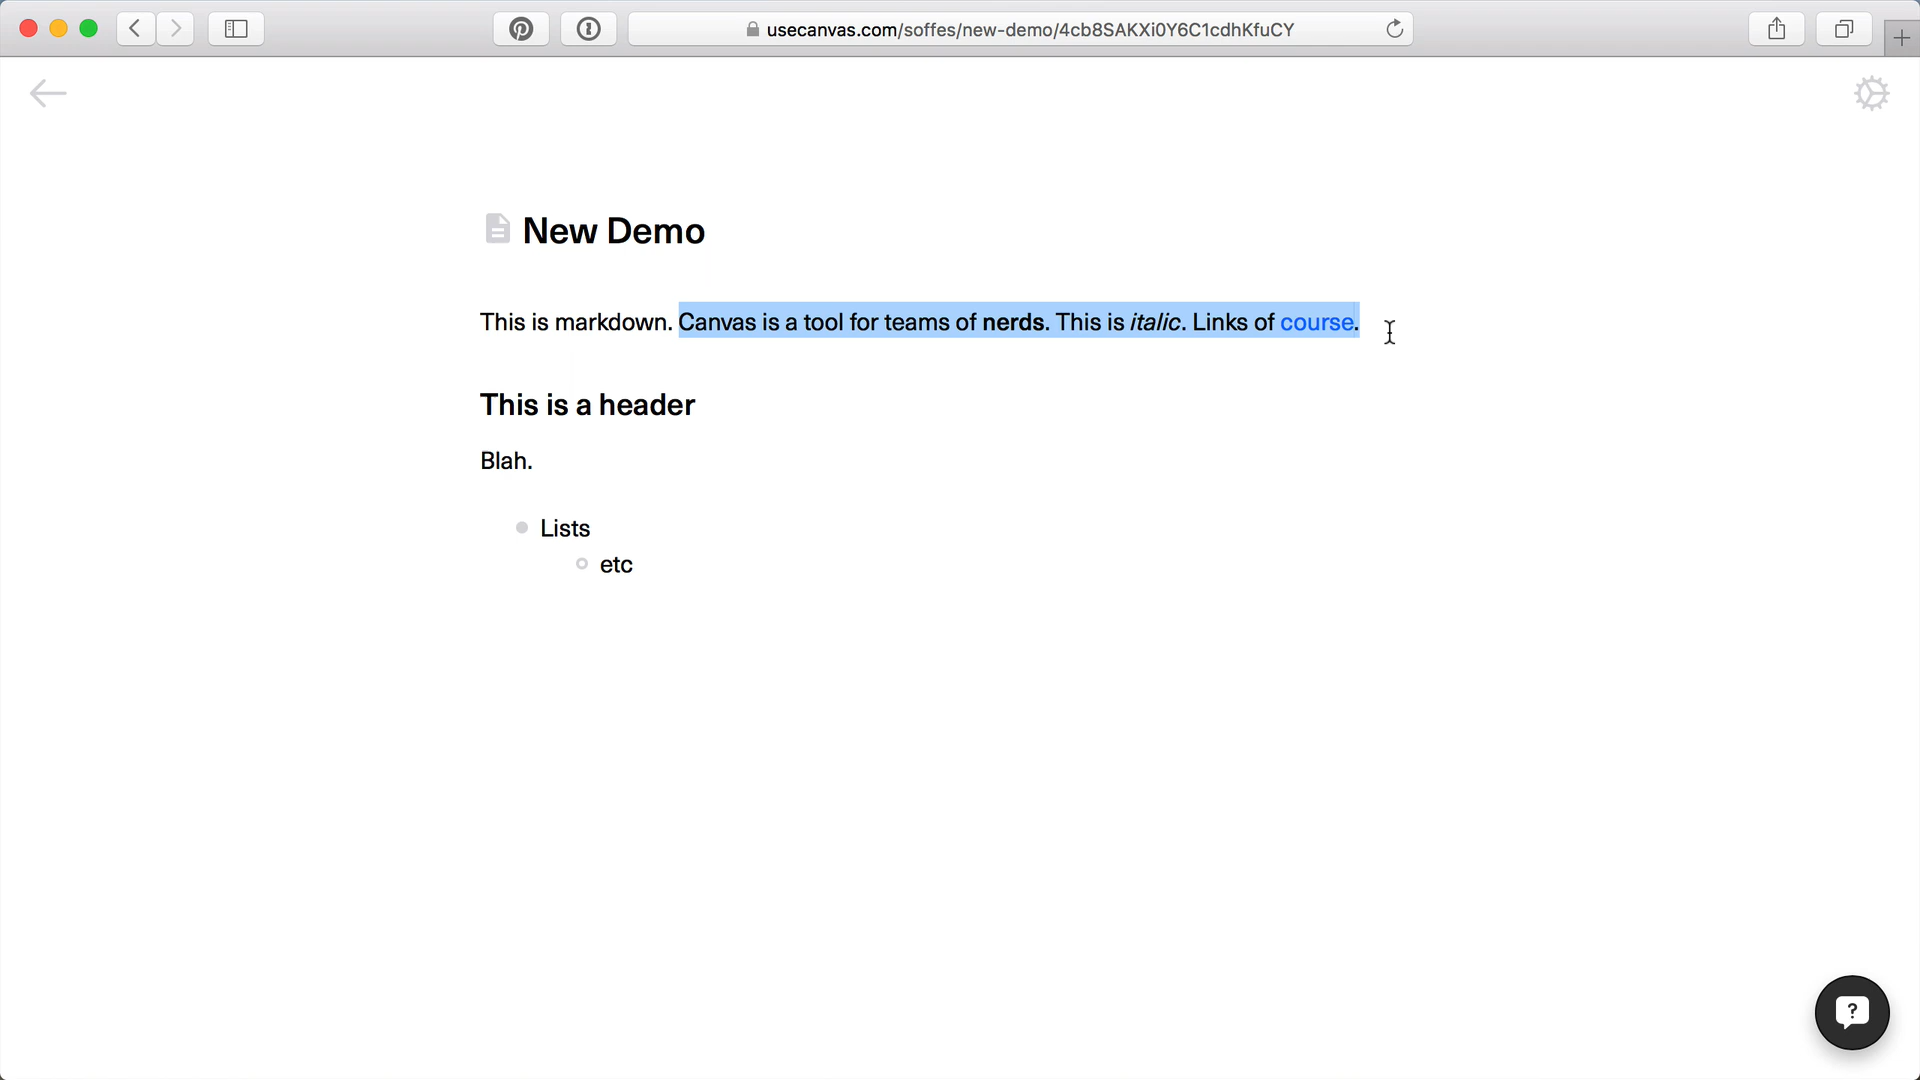 usecanvas.com/soffes/new-demo/4cb8SAKXi0Y6C1cdhKfuCY
New Demo
This is markdown. Canvas is a tool for teams of nerds. This is italic. Links of course.
This is a header
Blah.
Lists
etc